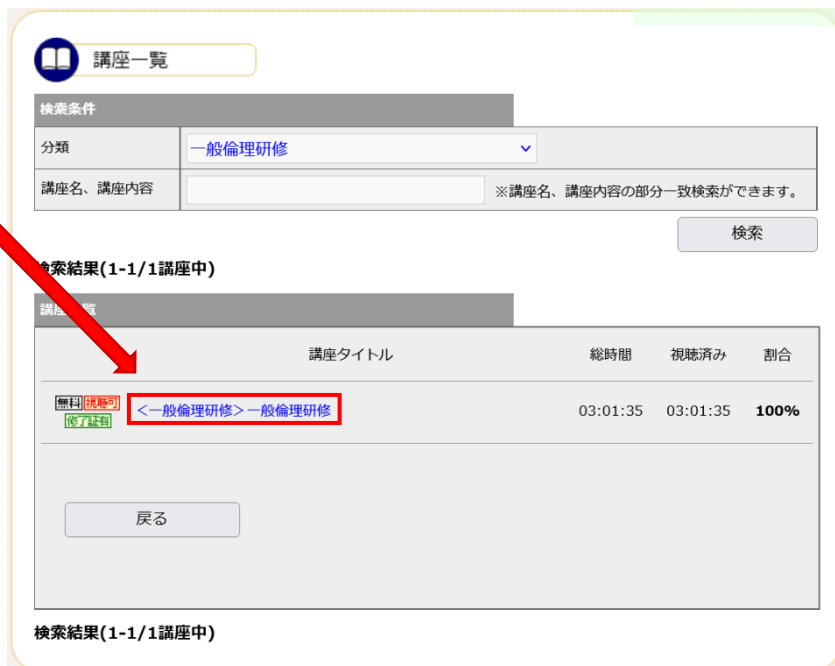 講座一覧
検索条件
分類 一般倫理研修
講座名、講座内容 ※講座名、講座内容の部分一致検索ができます。
検索
検索結果(1-1/1講座中)
講座一覧
講座タイトル 総時間 視聴済み 割合
無料 視聴可 <一般倫理研修>一般倫理研修 03:01:35 03:01:35 100%
修了証有
戻る
検索結果(1-1/1講座中)